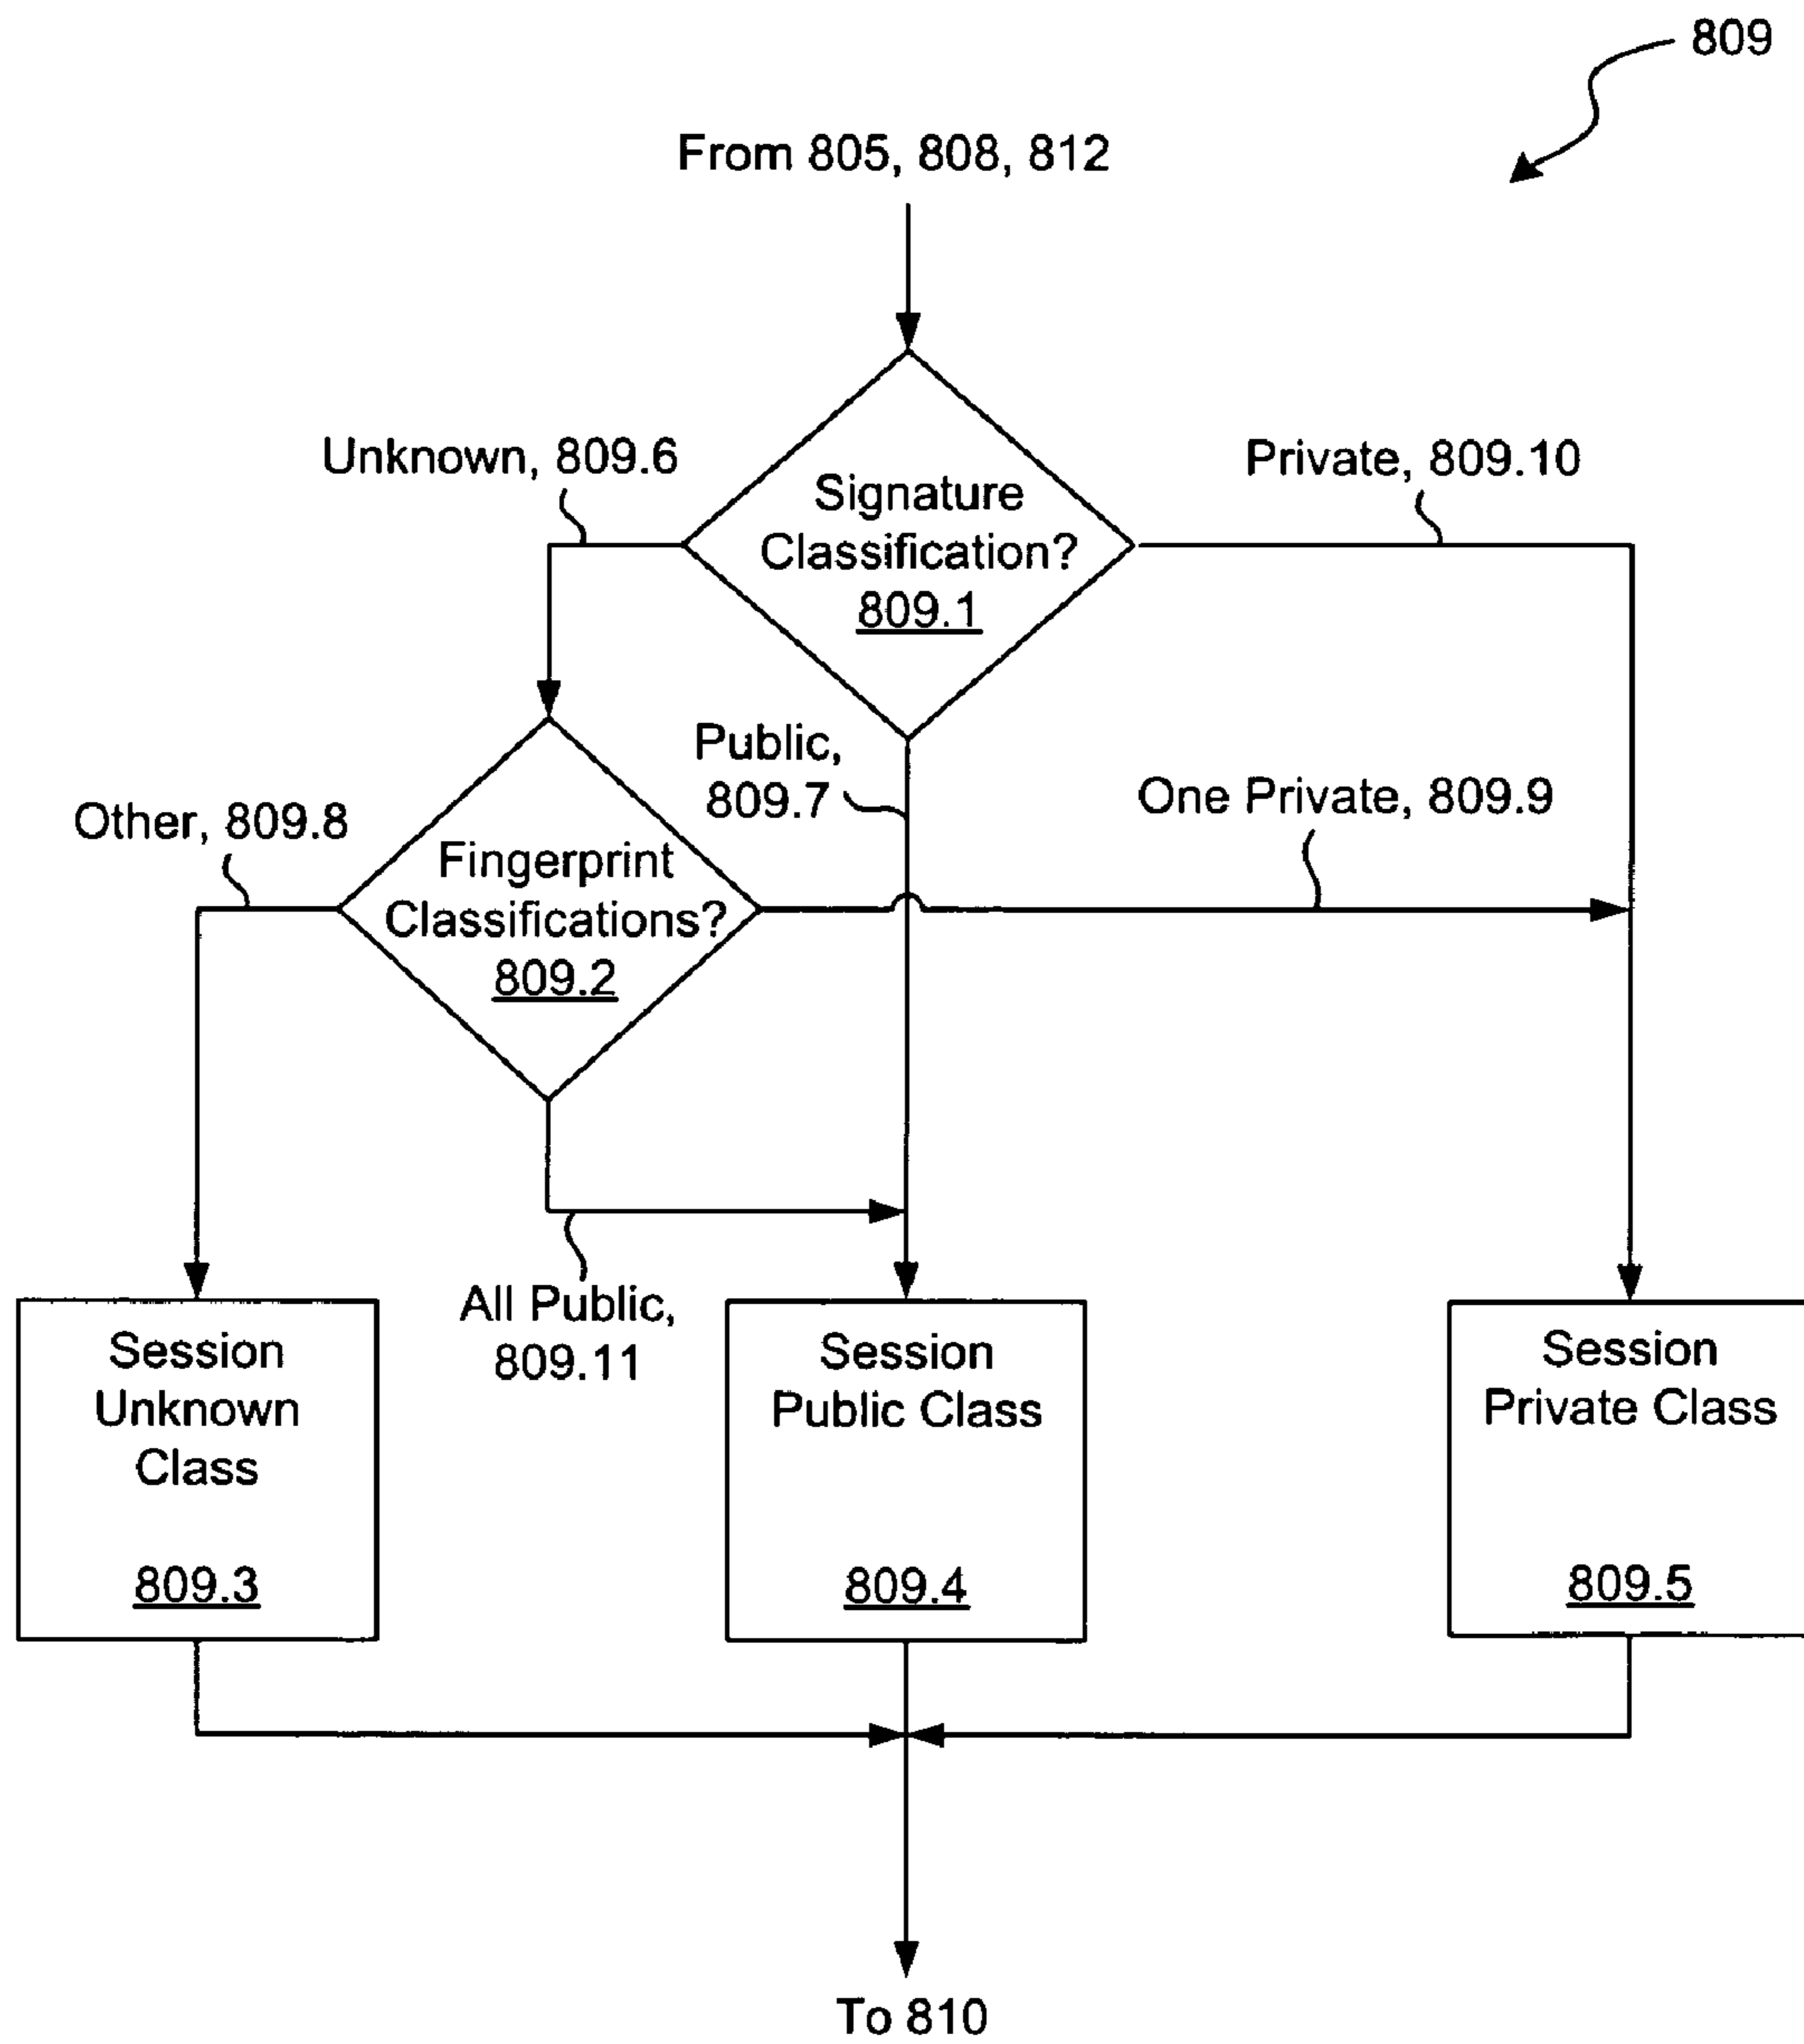 809
From 805, 808, 812
Unknown, 809.6
Private, 809.10
Signature
Classification?
809.1
Public,
809.7
One Private, 809.9
Other, 809.8
Fingerprint
Classifications?
809.2
All Public,
809.11
Session
Unknown
Class
809.3
Session
Public Class
809.4
Session
Private Class
809.5
To 810